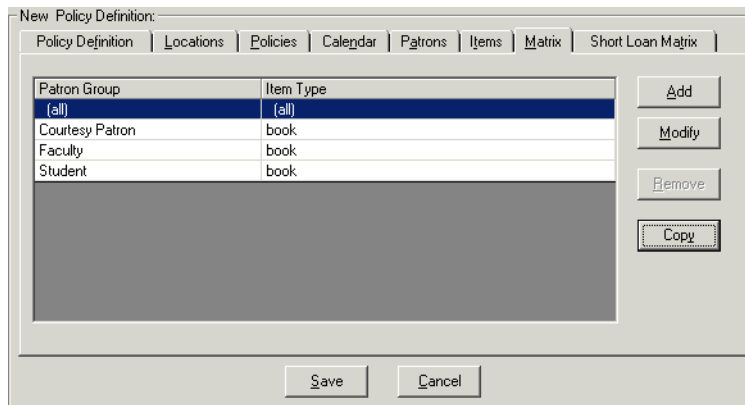 New Policy Definition:
Policy Definition Locations Policies Calendar Patrons Items Matrix Short Loan Matrix
Patron Group Item Type
(all) (all)
Courtesy Patron book
Faculty book
Student book
Add
Modify
Remove
Copy
Save Cancel